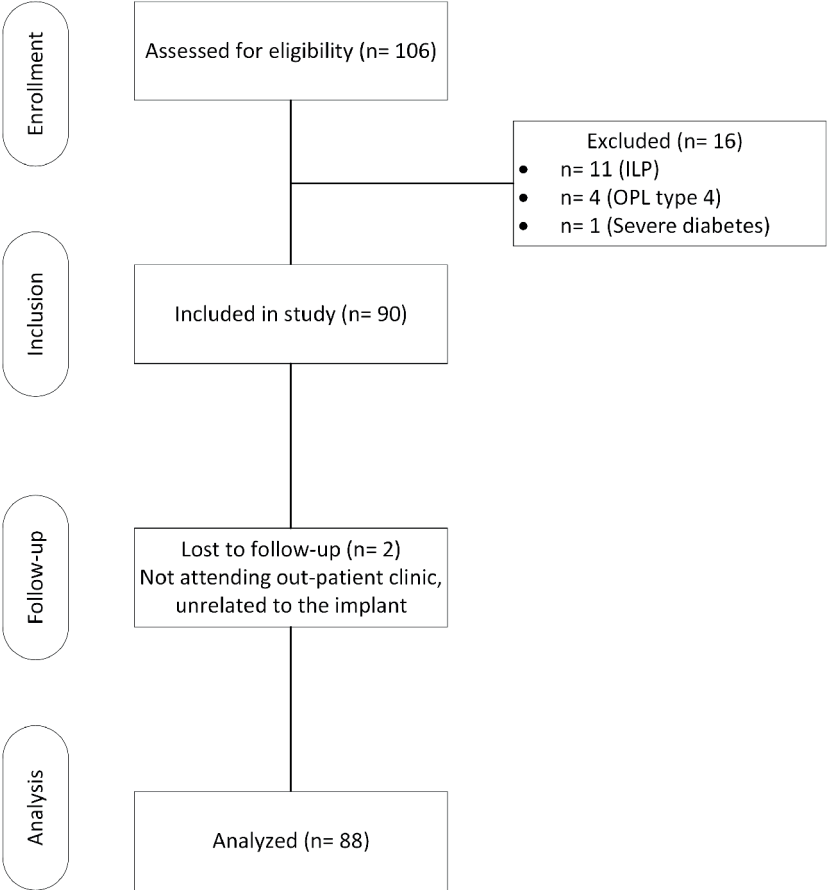 Enrollment
Assessed for eligibility (n= 106)
Excluded (n= 16)
• n= 11 (ILP)
• n= 4 (OPL type 4)
• n= 1 (Severe diabetes)
Inclusion
Included in study (n= 90)
Follow-up
Lost to follow-up (n= 2)
Not attending out-patient clinic,
unrelated to the implant
Analysis
Analyzed (n= 88)